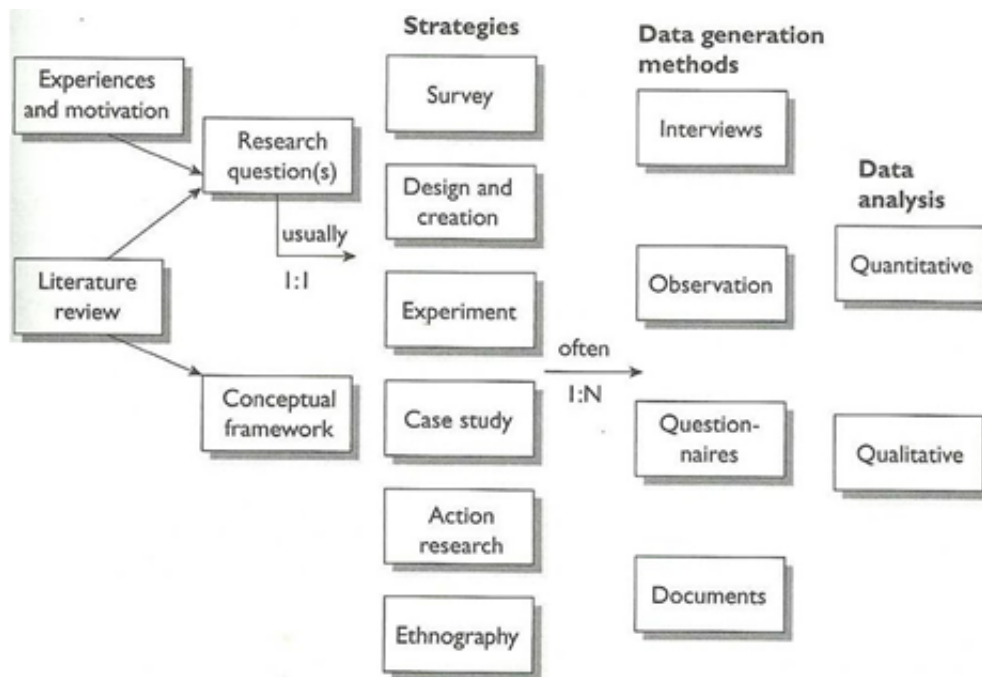 Experiences
and motivation
Literature
review
Research
question(s)
usually
1:1
Conceptual
framework
Strategies
Survey
Design and
creation
Experiment
Case study
Action
research
Ethnography
often
1:N
Data generation
methods
Interviews
Observation
Question-
naires
Documents
Data
analysis
Quantitative
Qualitative